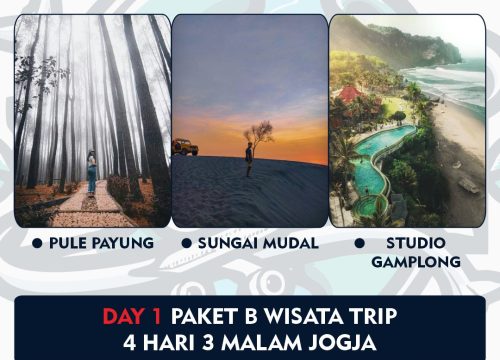 ● PULE PAYUNG
● SUNGAI MUDAL
● STUDIO
GAMPLONG
DAY 1 PAKET B WISATA TRIP
4 HARI 3 MALAM JOGJA